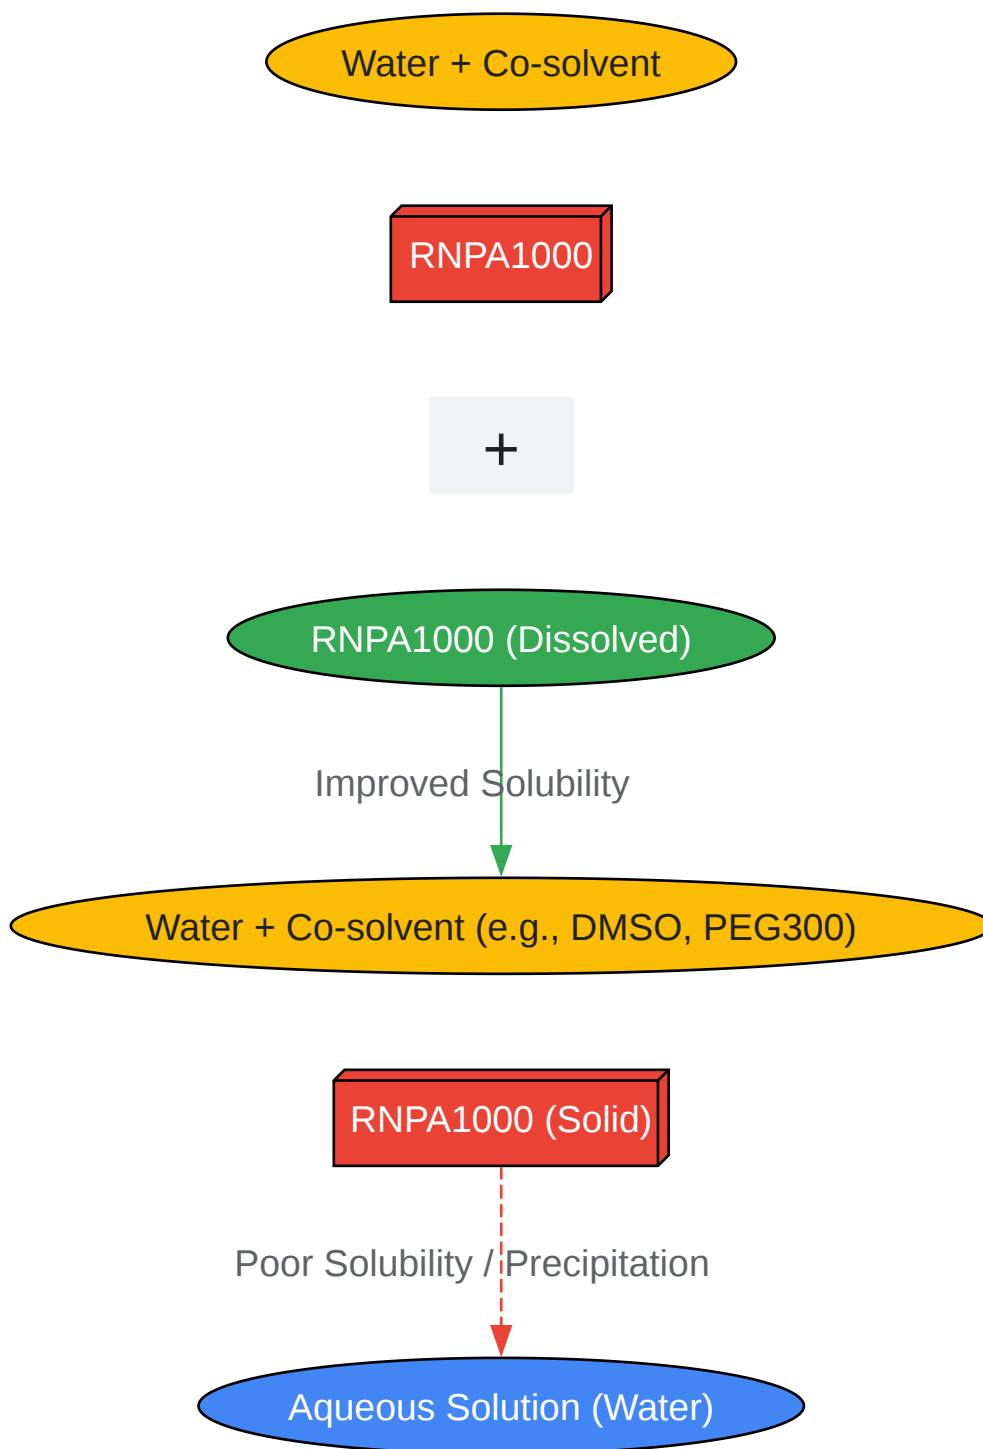 Water + Co-solvent
RNPA1000
+
RNPA1000 (Dissolved)
Improved Solubility
Water + Co-solvent (e.g., DMSO, PEG300)
RNPA1000 (Solid)
Poor Solubility / Precipitation
Aqueous Solution (Water)